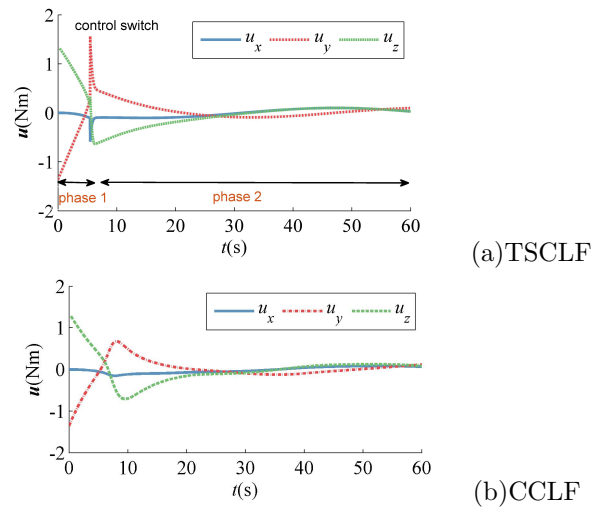 2
control switch
u_x u_y u_z
1
u(Nm)
0
-1
phase 1 phase 2
-2
0 10 20 30 40 50 60
t(s)
(a)TSCLF
2
u_x u_y u_z
1
u(Nm)
0
-1
-2
0 10 20 30 40 50 60
t(s)
(b)CCLF